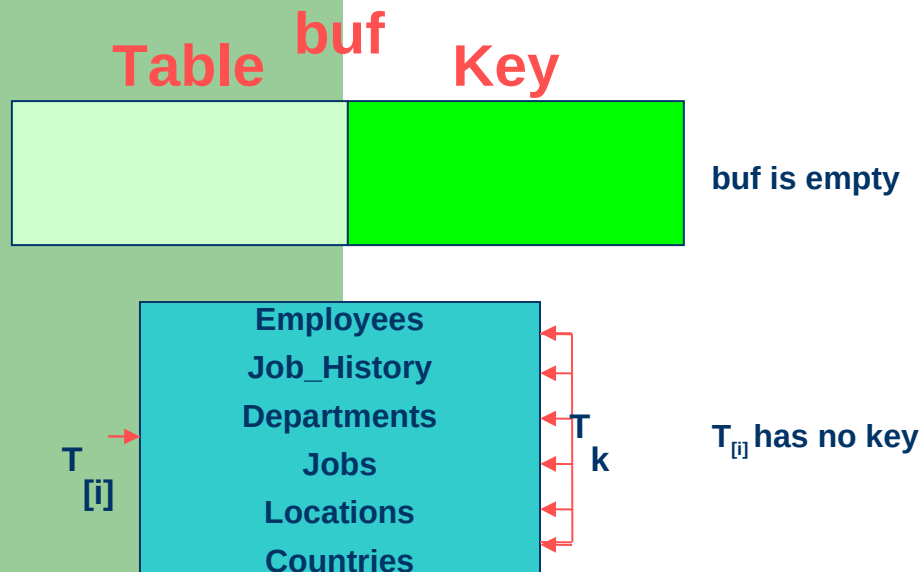 buf
Table Key
buf is empty
Employees
Job_History
Departments
Jobs
Locations
Countries
T
[i]
T
k
T[i] has no key